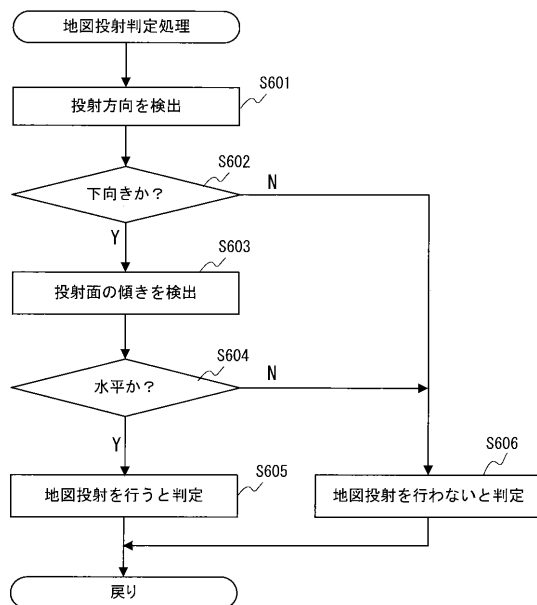 地図投射判定処理
S601
投射方向を検出
S602
下向きか?
N
Y
S603
投射面の傾きを検出
S604
水平か?
N
Y
S605
地図投射を行うと判定
S606
地図投射を行わないと判定
戻り